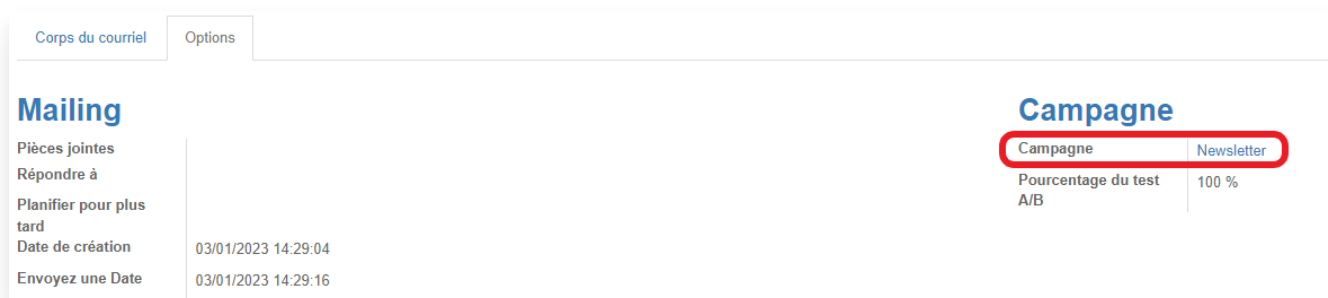 Corps du courriel
Options
Mailing
Pièces jointes
Répondre à
Planifier pour plus
tard
Date de création 03/01/2023 14:29:04
Envoyez une Date 03/01/2023 14:29:16
Campagne
Campagne Newsletter
Pourcentage du test 100 %
A/B